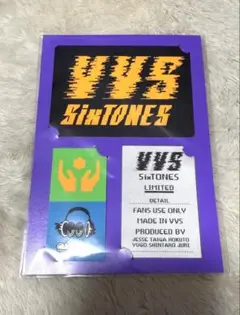 VVS
SixTONES
VVS
SixTONES
LIMITED
DETAIL
FANS USE ONLY
MADE IN VVS
PRODUCED BY
JESSE TAIGA HOKUTO
YUGO SHINTARO JURI